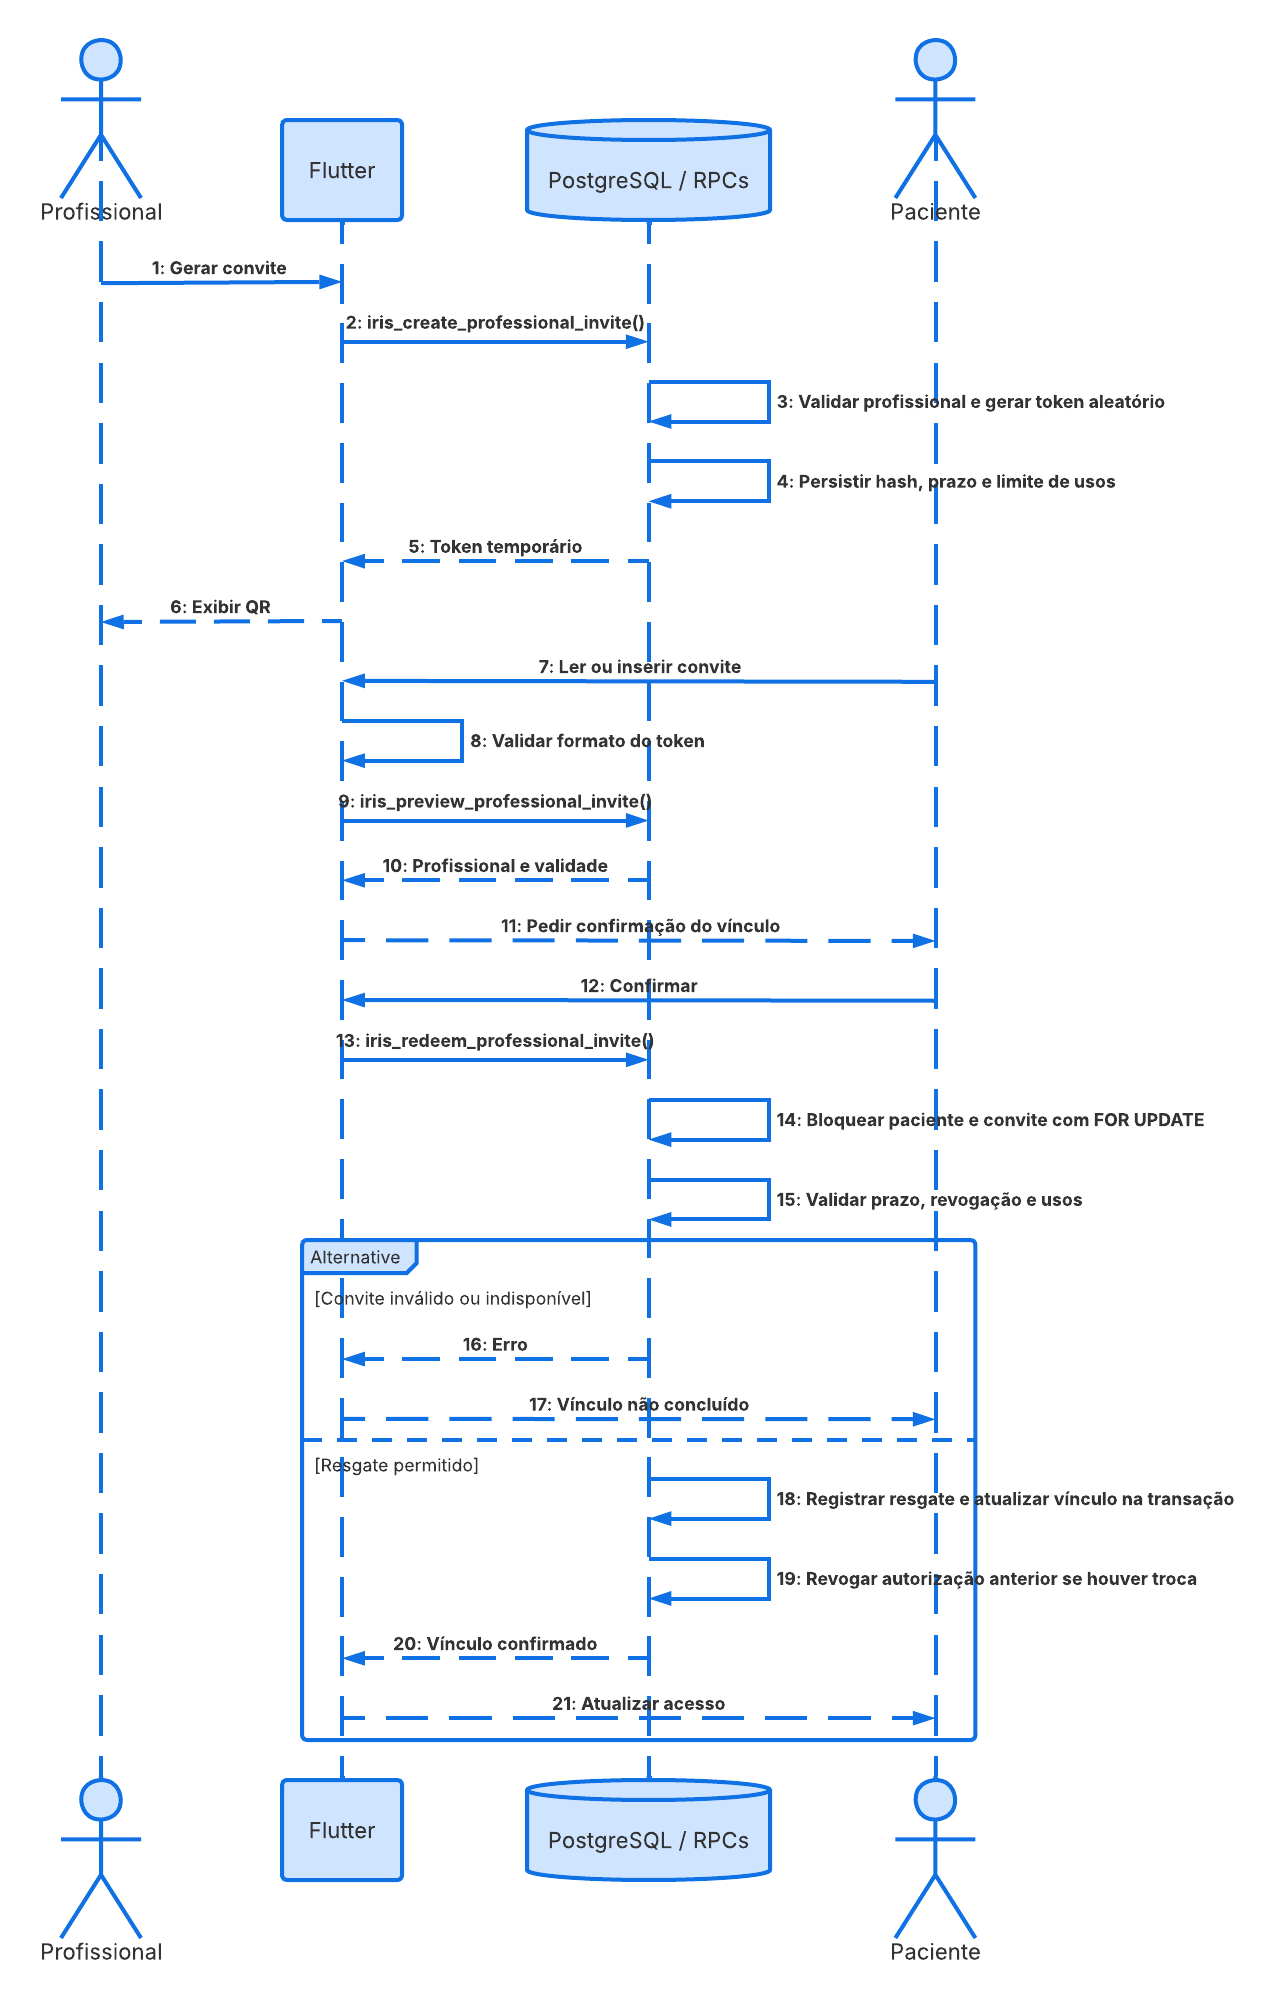 Profissional
Flutter
PostgreSQL / RPCs
Paciente
1: Gerar convite
2: iris_create_professional_invite()
3: Validar profissional e gerar token aleatório
4: Persistir hash, prazo e limite de usos
5: Token temporário
6: Exibir QR
7: Ler ou inserir convite
8: Validar formato do token
9: iris_preview_professional_invite()
10: Profissional e validade
11: Pedir confirmação do vínculo
12: Confirmar
13: iris_redeem_professional_invite()
14: Bloquear paciente e convite com FOR UPDATE
15: Validar prazo, revogação e usos
Alternative
[Convite inválido ou indisponível]
16: Erro
17: Vínculo não concluído
[Resgate permitido]
18: Registrar resgate e atualizar vínculo na transação
19: Revogar autorização anterior se houver troca
20: Vínculo confirmado
21: Atualizar acesso
Profissional
Flutter
PostgreSQL / RPCs
Paciente